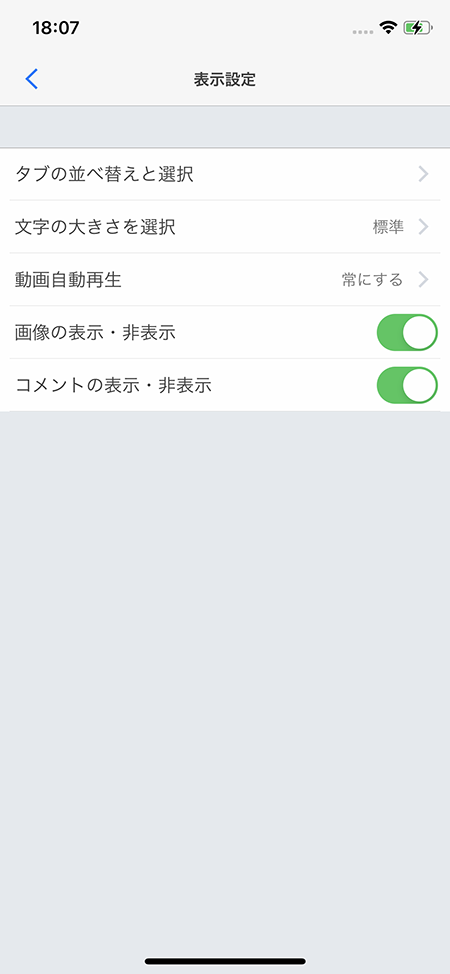 18:07
表示設定
タブの並べ替えと選択
文字の大きさを選択 標準
動画自動再生 常にする
画像の表示・非表示
コメントの表示・非表示